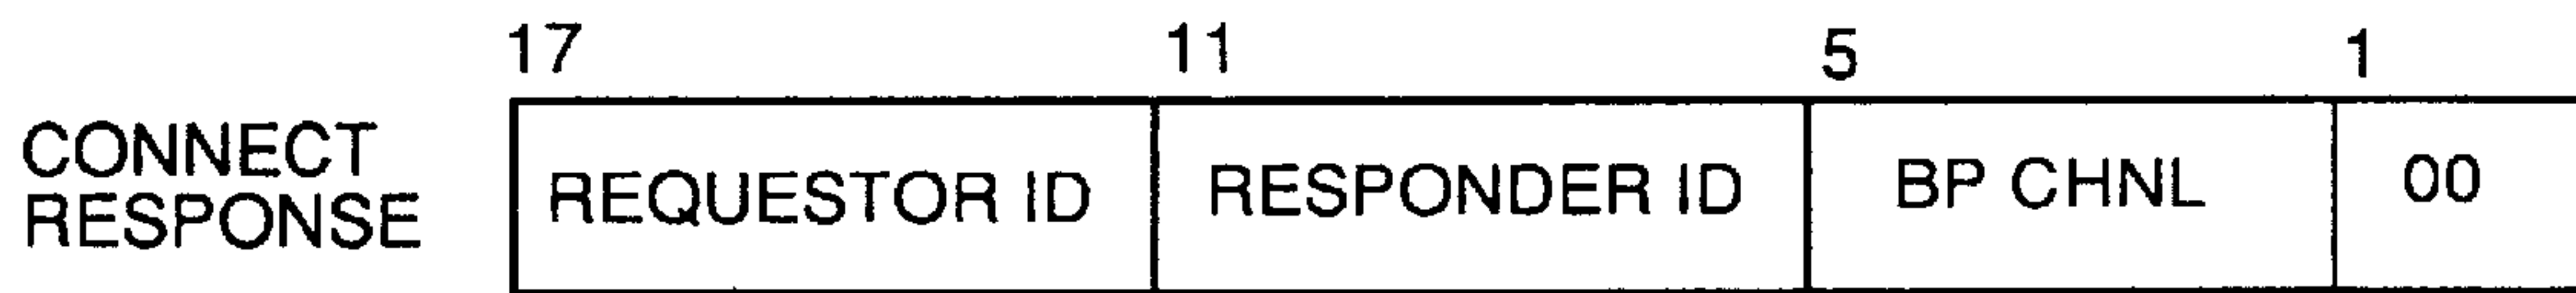 17 11 5 1
CONNECT
RESPONSE
REQUESTOR ID RESPONDER ID BP CHNL 00